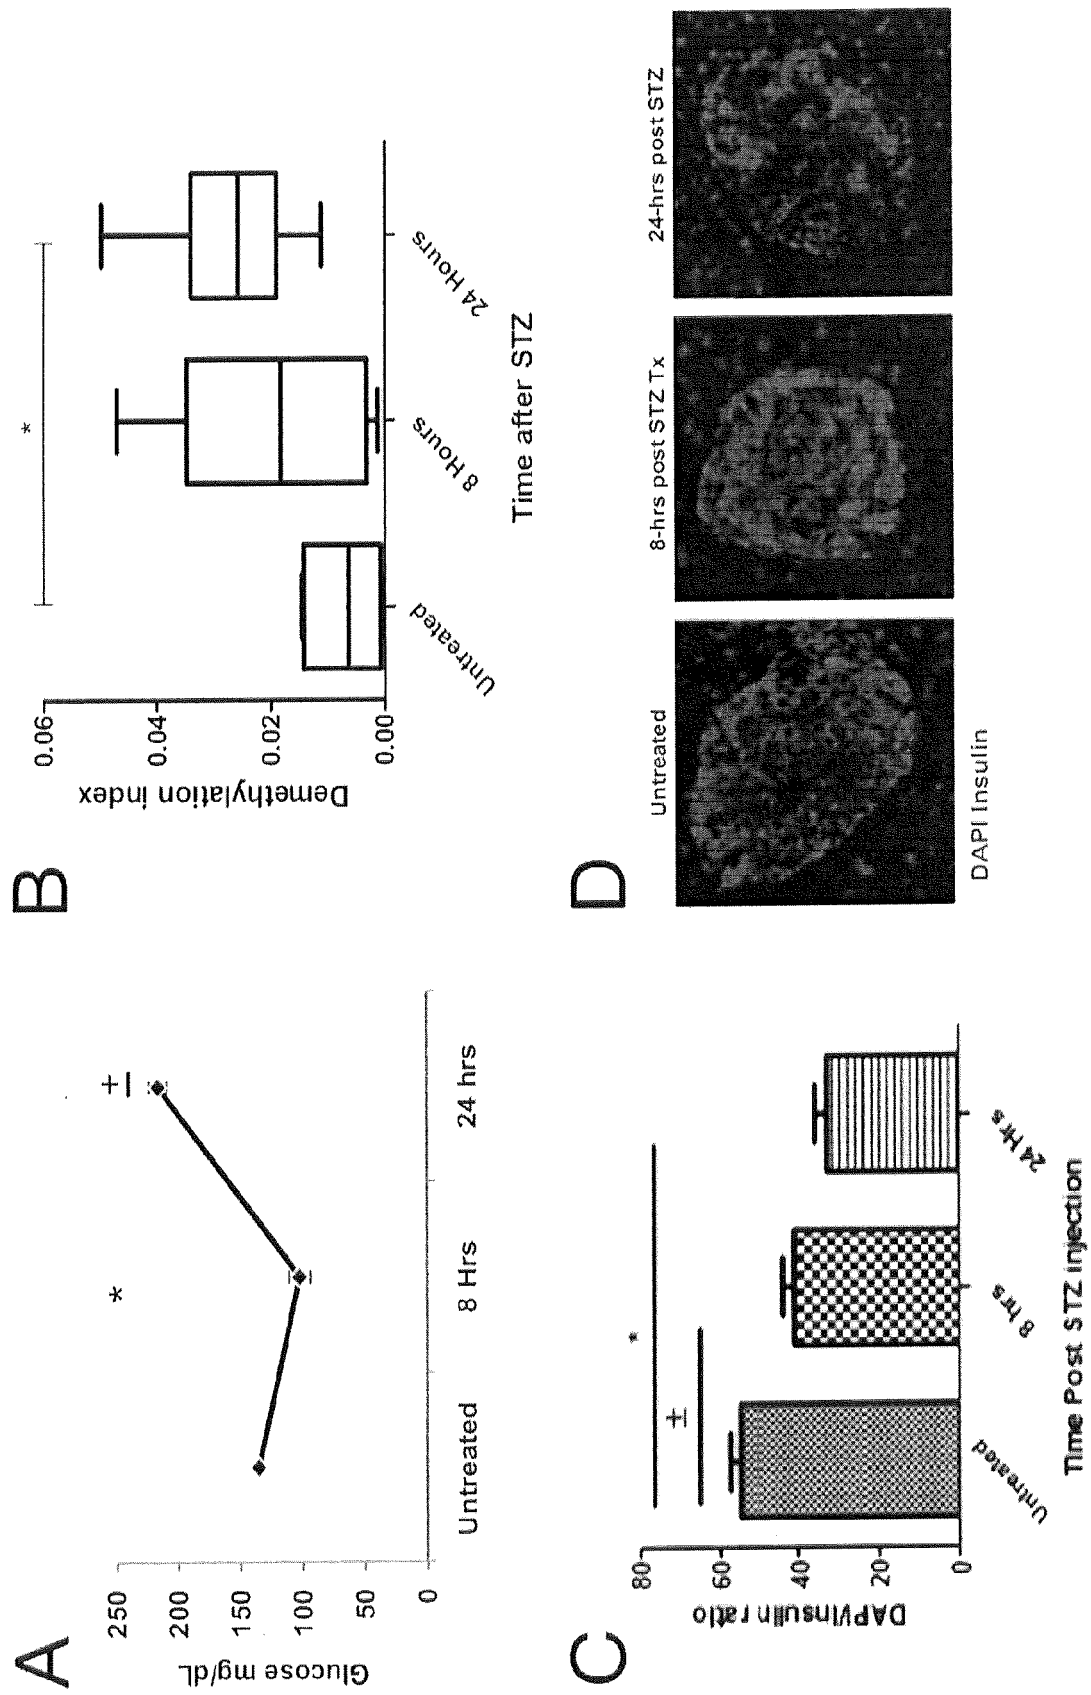 A
Glucose mg/dL
250
200
150
100
50
0
*
±
Untreated
8 Hrs
24 hrs
B
Demethylation index
0.06
0.04
0.02
0.00
*
Untreated
8 Hours
24 Hours
Time after STZ
C
DAPI/Insulin ratio
80
60
40
20
0
*
±
Untreated
8 hrs
24 Hrs
Time Post STZ injection
D
Untreated
8-hrs post STZ Tx
24-hrs post STZ
DAPI Insulin